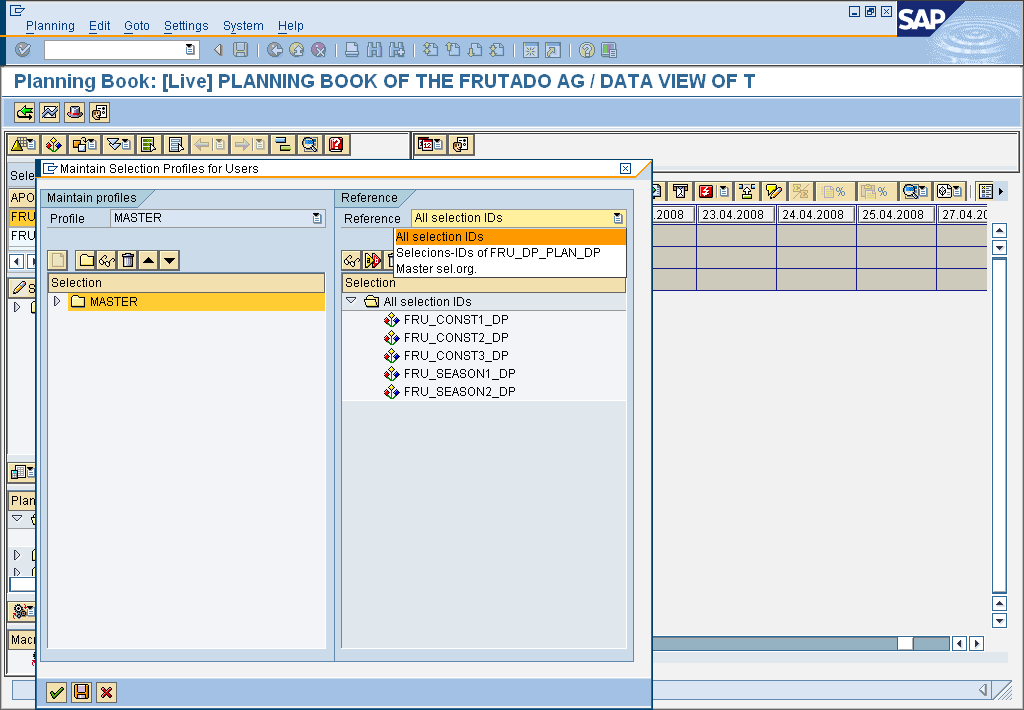 Planning Edit Goto Settings System Help
SAP
Planning Book: [Live] PLANNING BOOK OF THE FRUTADO AG / DATA VIEW OF T
Sele
APO
FRU
FRU
S
Plan
Macr
Maintain Selection Profiles for Users
Maintain profiles
Profile MASTER
Selection
MASTER
Reference
Reference All selection IDs
All selection IDs
Selecions-IDs of FRU_DP_PLAN_DP
Master sel.org.
Selection
All selection IDs
FRU_CONST1_DP
FRU_CONST2_DP
FRU_CONST3_DP
FRU_SEASON1_DP
FRU_SEASON2_DP
.2008 23.04.2008 24.04.2008 25.04.2008 27.04.20